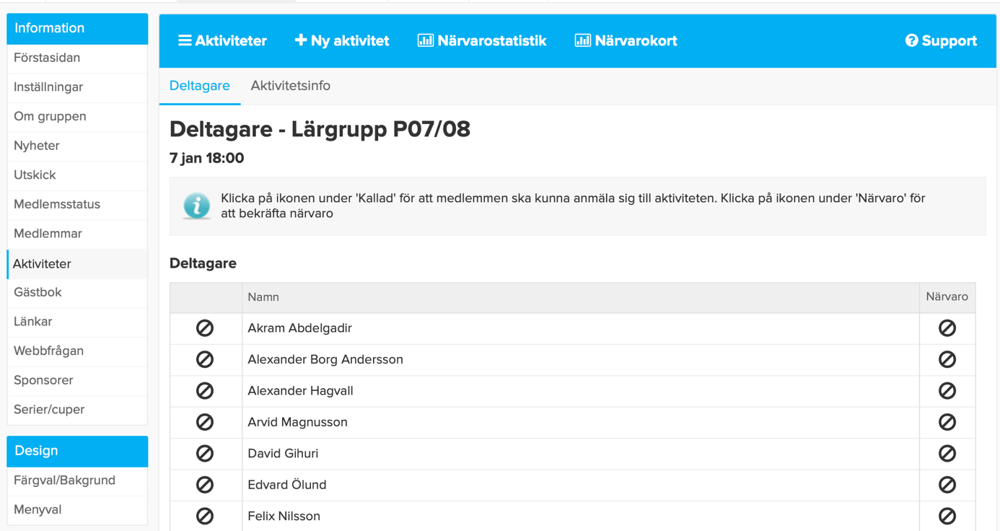 Information
Förstasidan
Inställningar
Om gruppen
Nyheter
Utskick
Medlemsstatus
Medlemmar
Aktiviteter
Gästbok
Länkar
Webbfrågan
Sponsorer
Serier/cuper
Design
Färgval/Bakgrund
Menyval
Aktiviteter Ny aktivitet Närvarostatistik Närvarokort Support
Deltagare Aktivitetsinfo
Deltagare - Lärgrupp P07/08
7 jan 18:00
Klicka på ikonen under 'Kallad' för att medlemmen ska kunna anmäla sig till aktiviteten. Klicka på ikonen under 'Närvaro' för
att bekräfta närvaro
Deltagare
Namn Närvaro
Akram Abdelgadir
Alexander Borg Andersson
Alexander Hagvall
Arvid Magnusson
David Gihuri
Edvard Ölund
Felix Nilsson